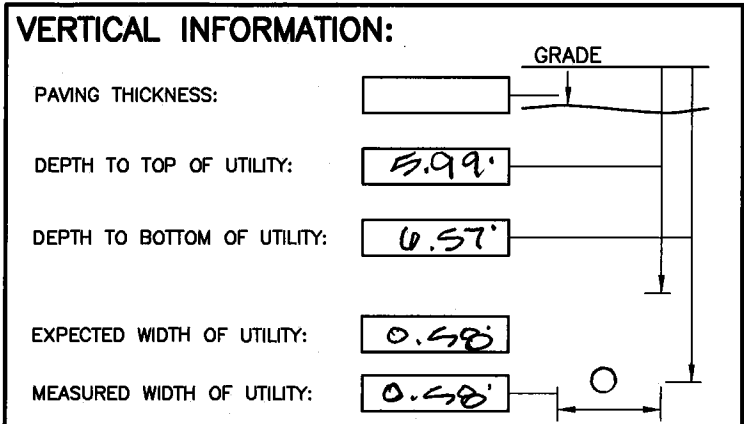 VERTICAL INFORMATION:
GRADE
PAVING THICKNESS:
DEPTH TO TOP OF UTILITY: 5.99'
DEPTH TO BOTTOM OF UTILITY: 6.57'
EXPECTED WIDTH OF UTILITY: 0.58'
MEASURED WIDTH OF UTILITY: 0.58'